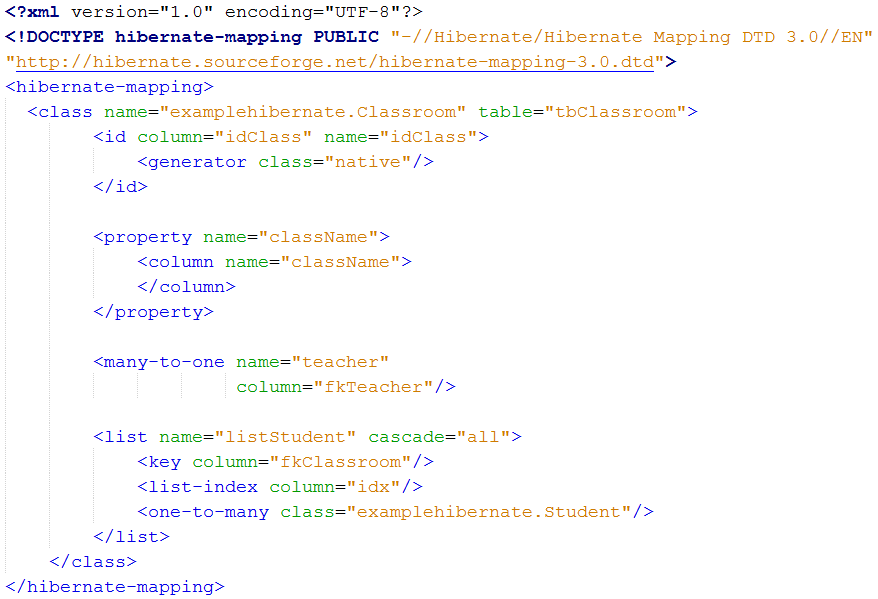 <?xml version="1.0" encoding="UTF-8"?>
<!DOCTYPE hibernate-mapping PUBLIC "-//Hibernate/Hibernate Mapping DTD 3.0//EN"
"http://hibernate.sourceforge.net/hibernate-mapping-3.0.dtd">
<hibernate-mapping>
  <class name="examplehibernate.Classroom" table="tbClassroom">
        <id column="idClass" name="idClass">
            <generator class="native"/>
        </id>

        <property name="className">
            <column name="className">
            </column>
        </property>

        <many-to-one name="teacher"
                     column="fkTeacher"/>

        <list name="listStudent" cascade="all">
            <key column="fkClassroom"/>
            <list-index column="idx"/>
            <one-to-many class="examplehibernate.Student"/>
        </list>
    </class>
</hibernate-mapping>